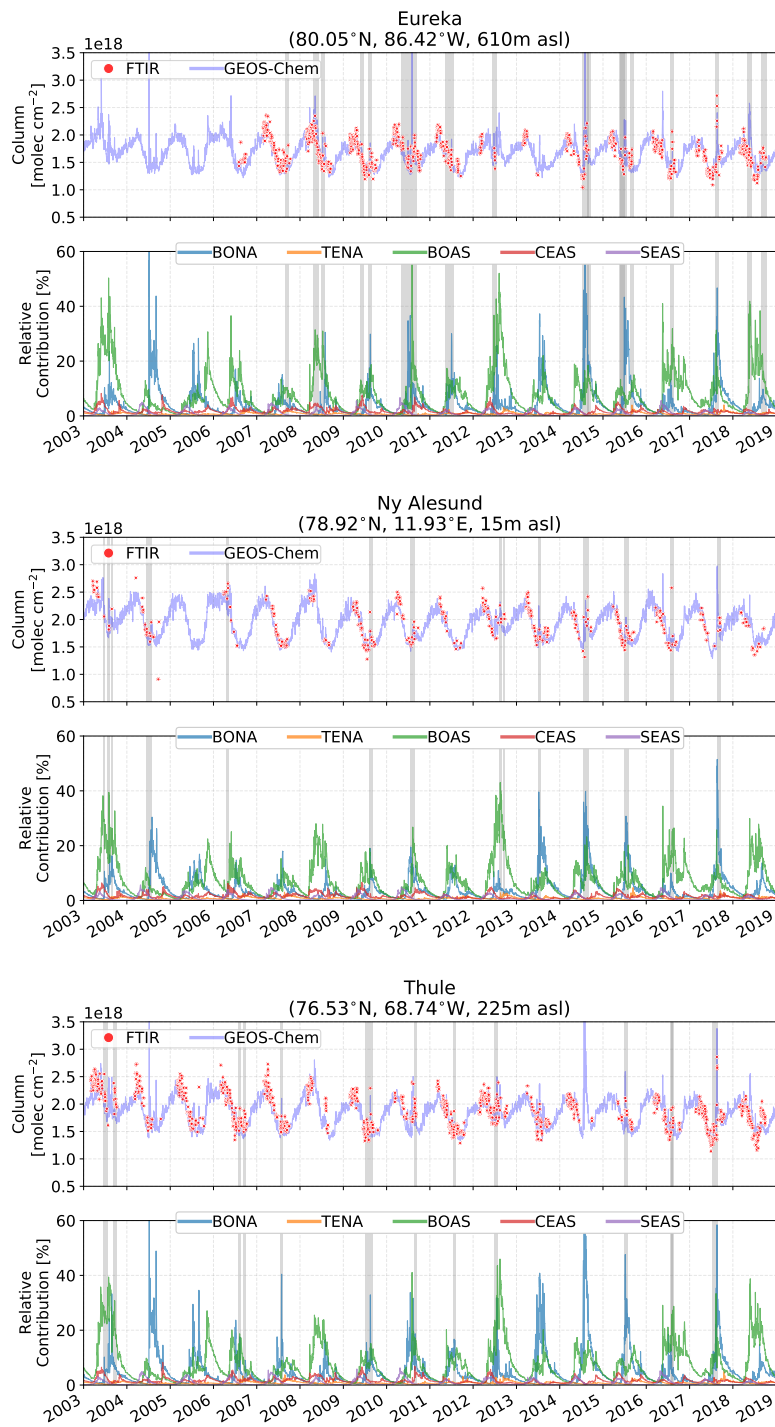 Eureka
(80.05°N, 86.42°W, 610m asl)
1e18
FTIR GEOS-Chem
Column
[molec cm⁻²]
3.5
3.0
2.5
2.0
1.5
1.0
0.5
BONA TENA BOAS CEAS SEAS
Relative
Contribution [%]
60
40
20
0
2003 2004 2005 2006 2007 2008 2009 2010 2011 2012 2013 2014 2015 2016 2017 2018 2019
Ny Alesund
(78.92°N, 11.93°E, 15m asl)
1e18
FTIR GEOS-Chem
Column
[molec cm⁻²]
3.5
3.0
2.5
2.0
1.5
1.0
0.5
BONA TENA BOAS CEAS SEAS
Relative
Contribution [%]
60
40
20
0
2003 2004 2005 2006 2007 2008 2009 2010 2011 2012 2013 2014 2015 2016 2017 2018 2019
Thule
(76.53°N, 68.74°W, 225m asl)
1e18
FTIR GEOS-Chem
Column
[molec cm⁻²]
3.5
3.0
2.5
2.0
1.5
1.0
0.5
BONA TENA BOAS CEAS SEAS
Relative
Contribution [%]
60
40
20
0
2003 2004 2005 2006 2007 2008 2009 2010 2011 2012 2013 2014 2015 2016 2017 2018 2019